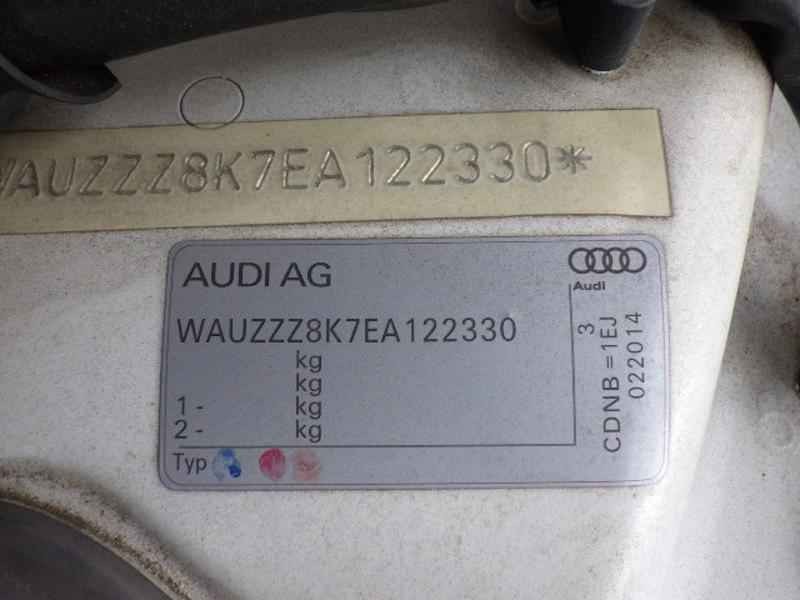 WAUZZZ8K7EA122330*
AUDI AG
Audi
WAUZZZ8K7EA122330
kg
kg
1 - kg
2 - kg
Typ
3
CDNB =1EJ
022014